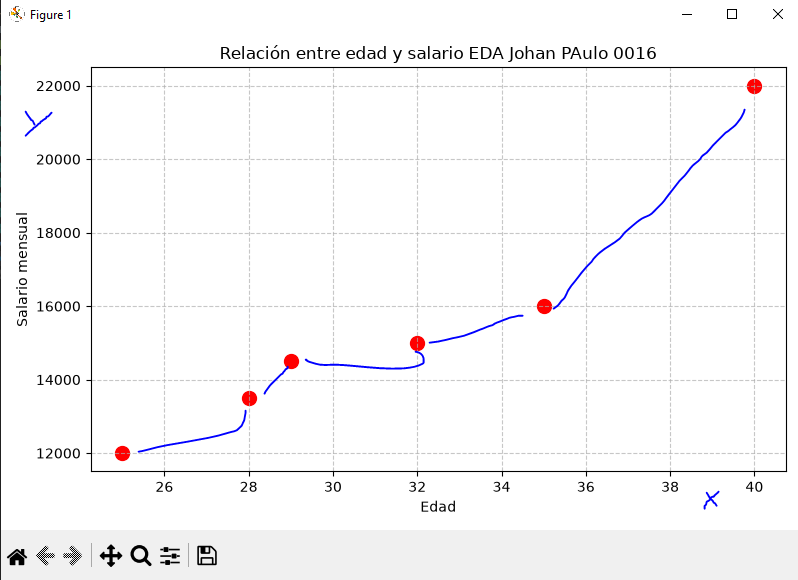 Figure 1
Relación entre edad y salario EDA Johan PAulo 0016
22000
Y
20000
18000
Salario mensual
16000
14000
12000
26 28 30 32 34 36 38 40
Edad
X